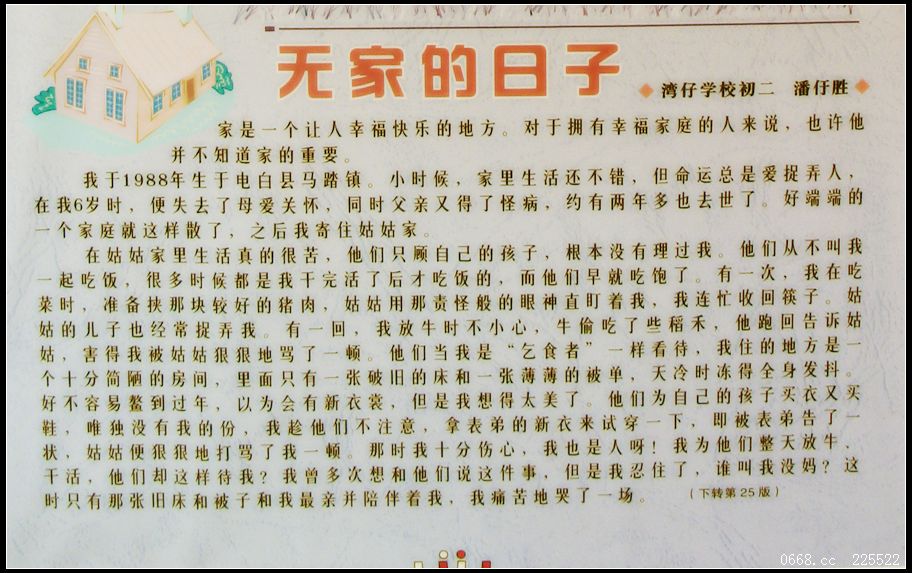 无家的日子
◆湾仔学校初二 潘仔胜◆
家是一个让人幸福快乐的地方。对于拥有幸福家庭的人来说，也许他
并不知道家的重要。
我于1988年生于电白县马踏镇。小时候，家里生活还不错，但命运总是爱捉弄人，
在我6岁时，便失去了母爱关怀，同时父亲又得了怪病，约有两年多也去世了。好端端的
一个家庭就这样散了，之后我寄住姑姑家。
在姑姑家里生活真的很苦，他们只顾自己的孩子，根本没有理过我。他们从不叫我
一起吃饭，很多时候都是我干完活了后才吃饭的，而他们早就吃饱了。有一次，我在吃
菜时，准备挟那块较好的猪肉，姑姑用那责怪般的眼神直盯着我，我连忙收回筷子。姑
姑的儿子也经常捉弄我。有一回，我放牛时不小心，牛偷吃了些稻禾，他跑回告诉姑
姑，害得我被姑姑狠狠地骂了一顿。他们当我是“乞食者”一样看待，我住的地方是一
个十分简陋的房间，里面只有一张破旧的床和一张薄薄的被单，天冷时冻得全身发抖。
好不容易盼到过年，以为会有新衣裳，但是我想得太美了。他们为自己的孩子买衣又买
鞋，唯独没有我的份，我趁他们不注意，拿表弟的新衣来试穿一下，即被表弟告了一
状，姑姑便狠狠地打骂了我一顿。那时我十分伤心，我也是人呀！我为他们整天放牛、
干活，他们却这样待我？我曾多次想和他们说这件事，但是我忍住了，谁叫我没妈？这
时只有那张旧床和被子和我最亲并陪伴着我，我痛苦地哭了一场。 （下转第25版）
0668.cc 225522